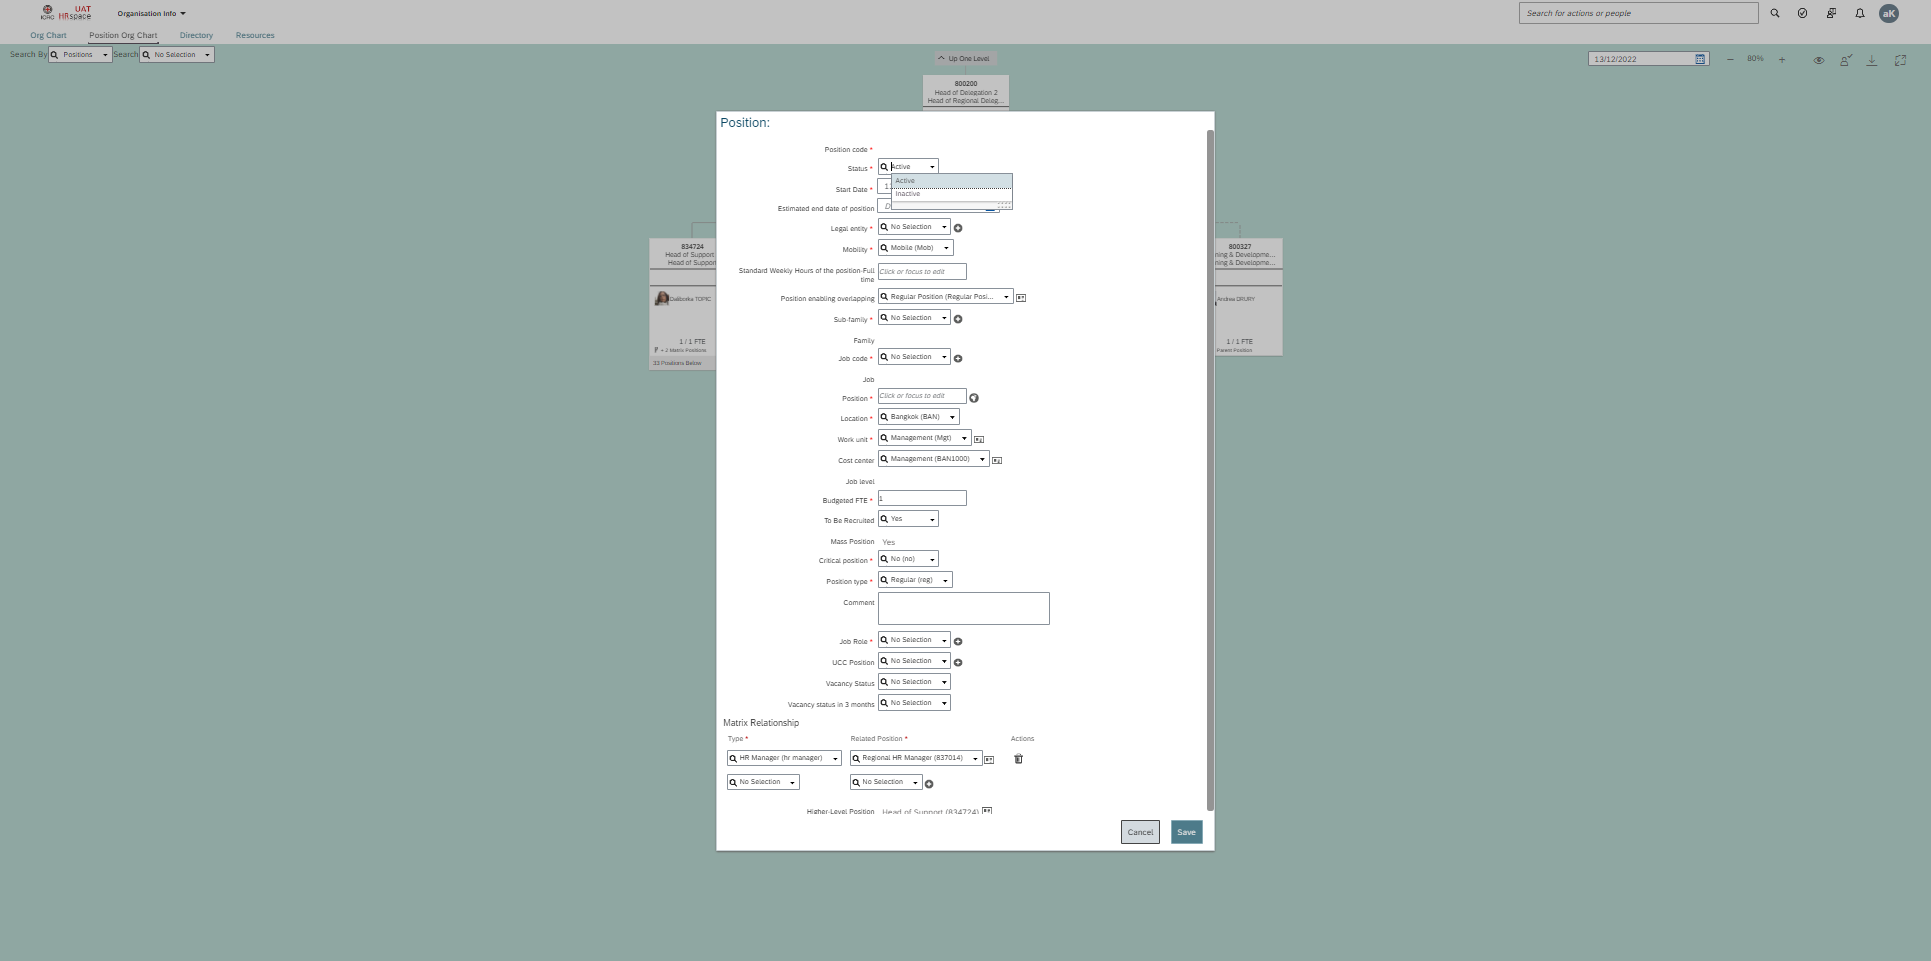 ICRC
UAT
HRspace
Organisation Info
Search for actions or people
aK
Org Chart
Position Org Chart
Directory
Resources
Search By
Positions
Search
No Selection
Up One Level
13/12/2022
80%
800200
Head of Delegation 2
Head of Regional Deleg...
834724
Head of Support
Head of Suppor
Daliborka TOPIC
1 / 1 FTE
+ 2 Matrix Positions
33 Positions Below
800327
ning & Developme...
ning & Developme...
Andrea DRURY
1 / 1 FTE
Parent Position
Position:
Position code *
Status * Active
Active
Inactive
Start Date * 1
Estimated end date of position D
Legal entity * No Selection
Mobility * Mobile (Mob)
Standard Weekly Hours of the position-Full
time
Click or focus to edit
Position enabling overlapping Regular Position (Regular Posi...
Sub-family * No Selection
Family
Job code * No Selection
Job
Position * Click or focus to edit
Location * Bangkok (BAN)
Work unit * Management (Mgt)
Cost center Management (BAN1000)
Job level
Budgeted FTE * 1
To Be Recruited Yes
Mass Position Yes
Critical position * No (no)
Position type * Regular (reg)
Comment
Job Role * No Selection
UCC Position No Selection
Vacancy Status No Selection
Vacancy status in 3 months No Selection
Matrix Relationship
Type * Related Position * Actions
HR Manager (hr manager) Regional HR Manager (837014)
No Selection No Selection
Higher-Level Position Head of Support (834724)
Cancel Save